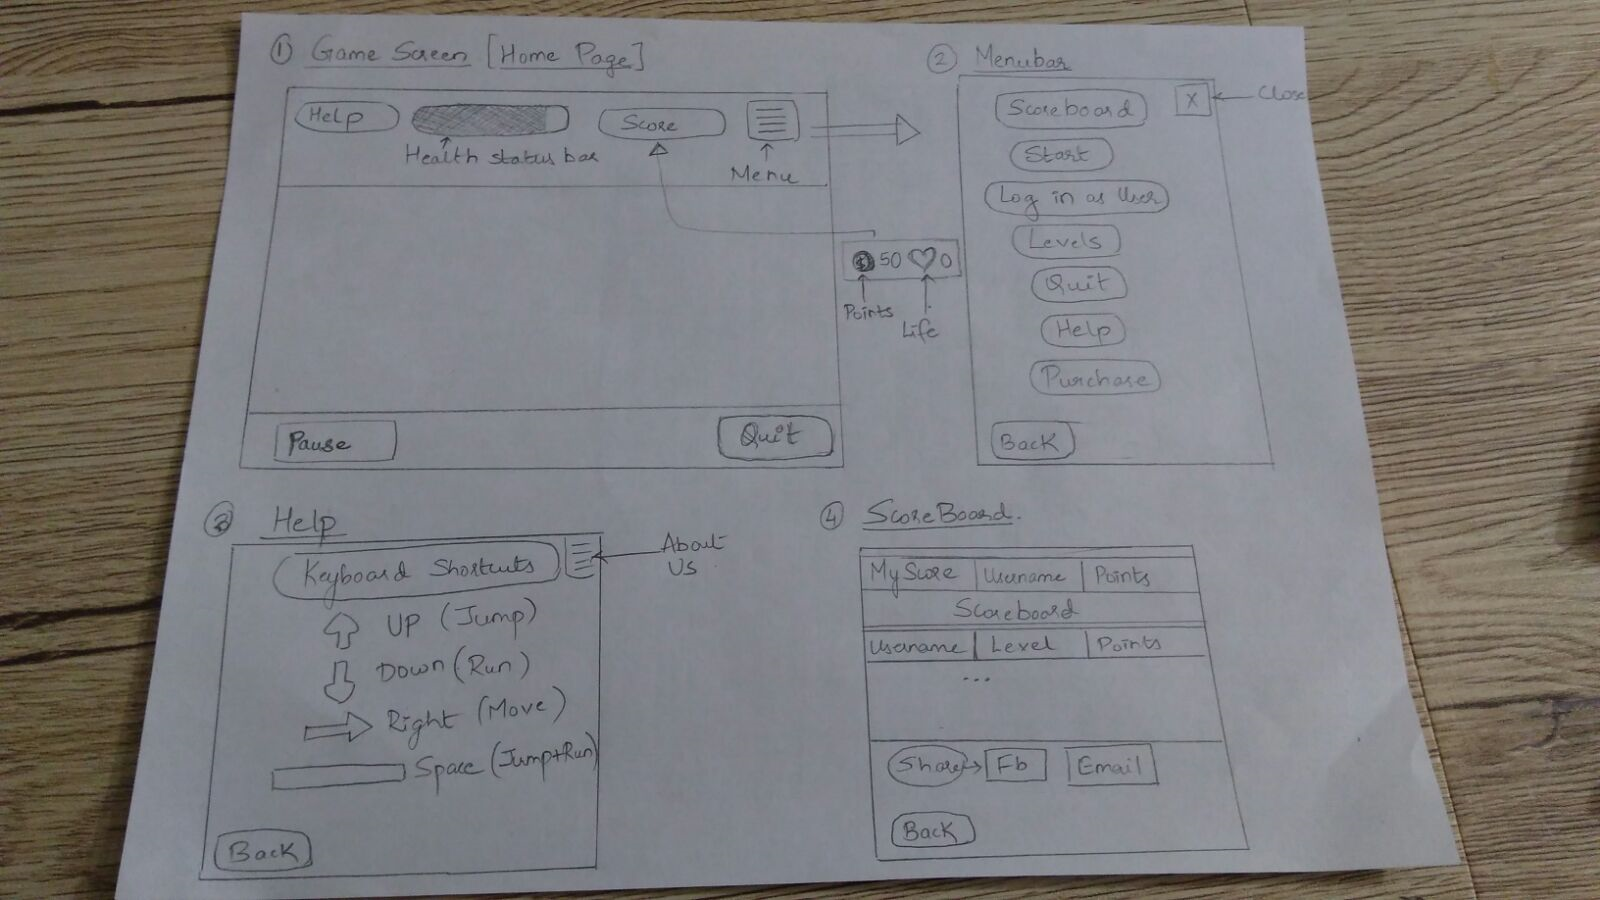 ① Game Screen [Home Page]
Help
Score
Health status bar
Menu
50 0
Points
Life
Pause
Quit
② Menubar
Scoreboard
X
Close
Start
Log in as User
Levels
Quit
Help
Purchase
Back
③ Help
Keyboard Shortcuts
About
US
UP (Jump)
Down (Run)
Right (Move)
Space (Jump+Run)
Back
④ ScoreBoard.
My Score Username Points
Scoreboard
Username Level Points
...
Share Fb Email
Back